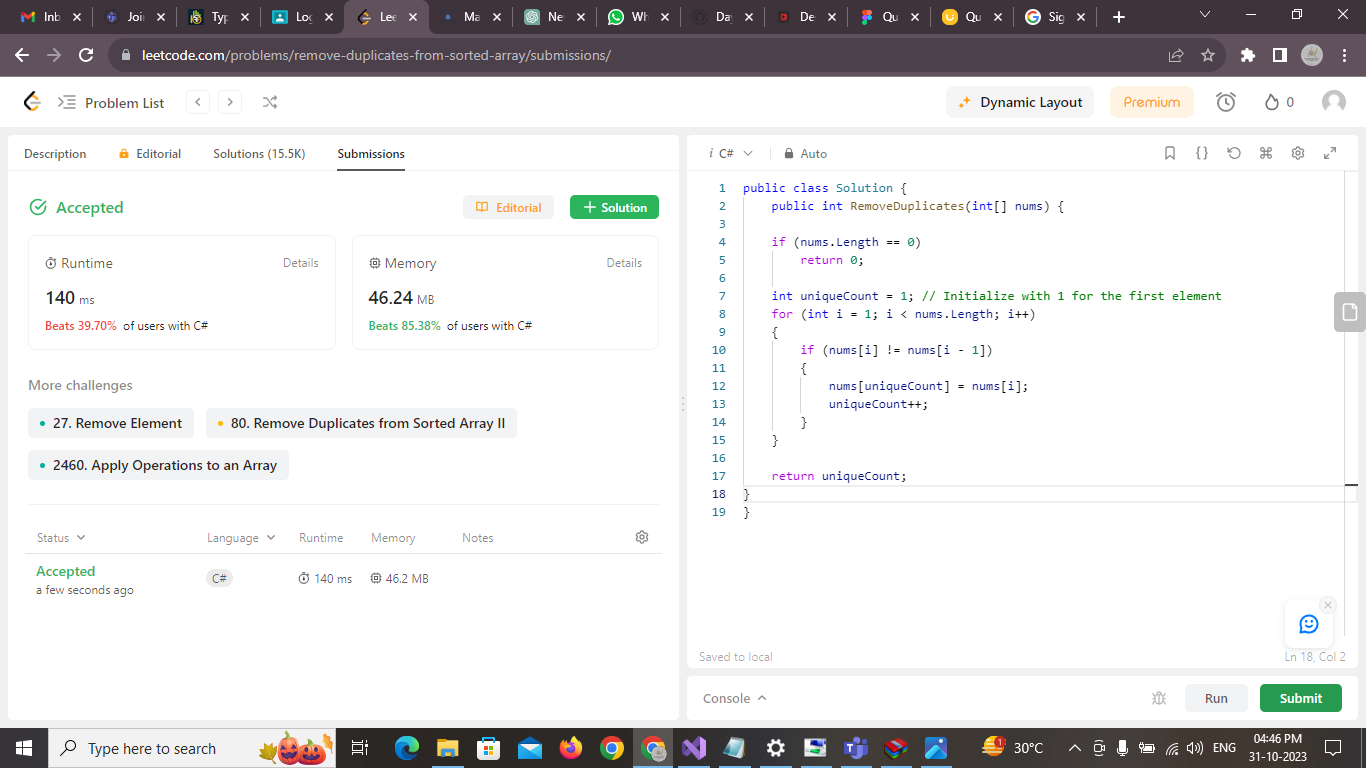 Inb
Joi
Typ
Log
Lee
Ma
Ne
Wh
Da
De
Qu
Qu
Sig
leetcode.com/problems/remove-duplicates-from-sorted-array/submissions/
Problem List
Dynamic Layout
Premium
0
Description
Editorial
Solutions (15.5K)
Submissions
Accepted
Editorial
Solution
Runtime
Details
140 ms
Beats 39.70% of users with C#
Memory
Details
46.24 MB
Beats 85.38% of users with C#
More challenges
27. Remove Element
80. Remove Duplicates from Sorted Array II
2460. Apply Operations to an Array
Status
Language
Runtime
Memory
Notes
Accepted
a few seconds ago
C#
140 ms
46.2 MB
i C#
Auto
1 public class Solution {
2 public int RemoveDuplicates(int[] nums) {
3
4 if (nums.Length == 0)
5 return 0;
6
7 int uniqueCount = 1; // Initialize with 1 for the first element
8 for (int i = 1; i < nums.Length; i++)
9 {
10 if (nums[i] != nums[i - 1])
11 {
12 nums[uniqueCount] = nums[i];
13 uniqueCount++;
14 }
15 }
16
17 return uniqueCount;
18 }
19 }
Saved to local
Ln 18, Col 2
Console
Run
Submit
Type here to search
1
30°C
ENG
04:46 PM
31-10-2023